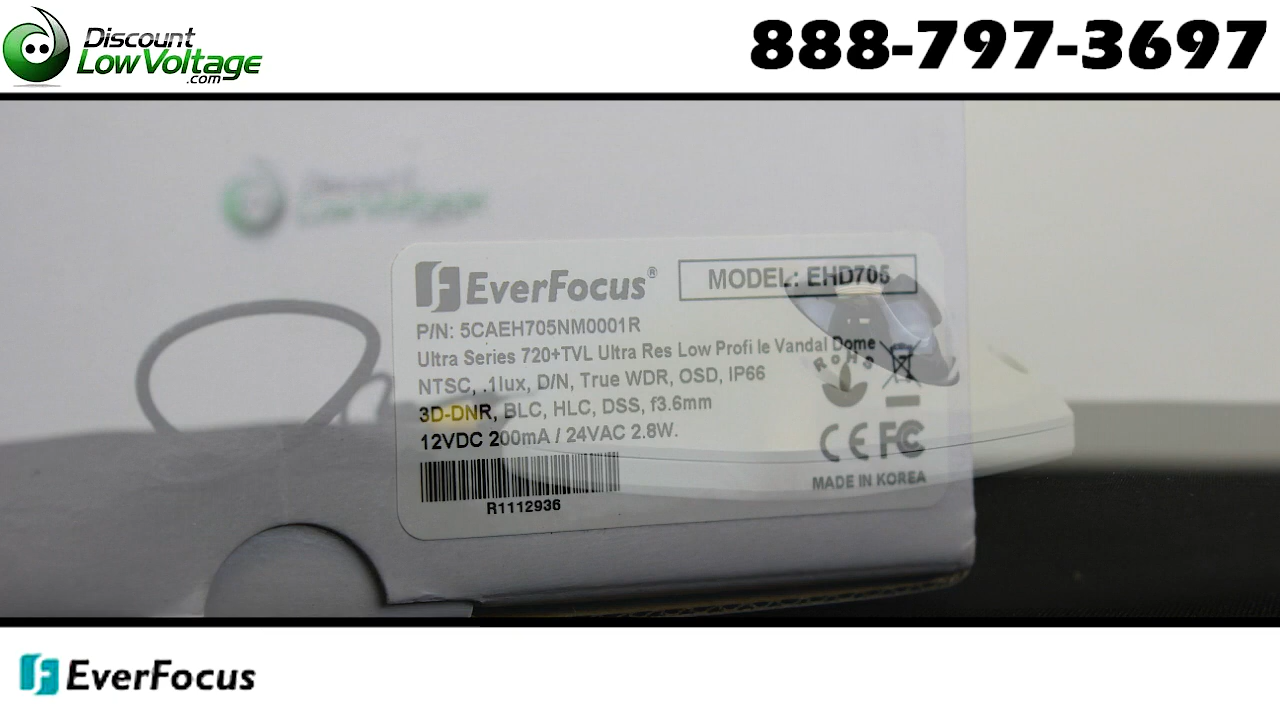 Discount
LowVoltage
.com
888-797-3697
Discount
LowVoltage
EverFocus®
MODEL: EHD705
P/N: 5CAEH705NM0001R
Ultra Series 720+TVL Ultra Res Low Profi le Vandal Dome
NTSC, .1lux, D/N, True WDR, OSD, IP66
RoHS
3D-DNR, BLC, HLC, DSS, f3.6mm
12VDC 200mA / 24VAC 2.8W.
CE FC
MADE IN KOREA
R1112936
EverFocus